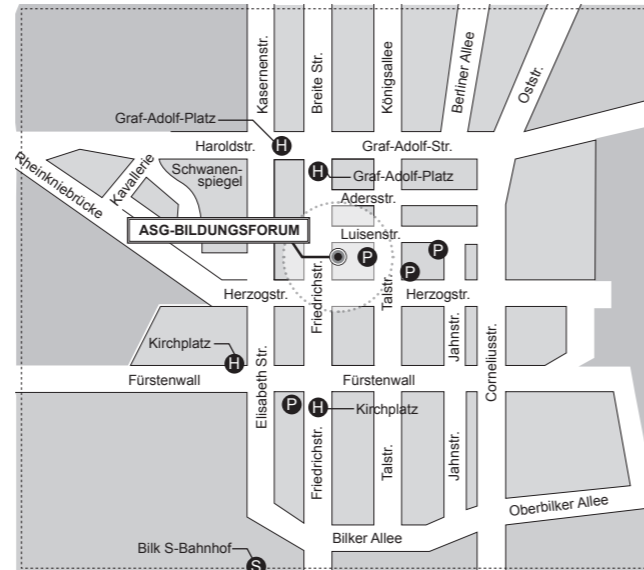 Kasernenstr.
Breite Str.
Königsallee
Berliner Allee
Oststr.
Graf-Adolf-Platz
H
Haroldstr.
Graf-Adolf-Str.
Rheinkniebrücke
Kavallerie
Schwanen-
spiegel
H
Graf-Adolf-Platz
Adersstr.
ASG-BILDUNGSFORUM
Luisenstr.
P
P
P
Herzogstr.
Friedrichstr.
Talstr.
Herzogstr.
Kirchplatz
H
Elisabeth Str.
Jahnstr.
Corneliusstr.
Fürstenwall
Fürstenwall
P
H
Kirchplatz
Friedrichstr.
Talstr.
Jahnstr.
Oberbilker Allee
Bilker Allee
Bilk S-Bahnhof
S